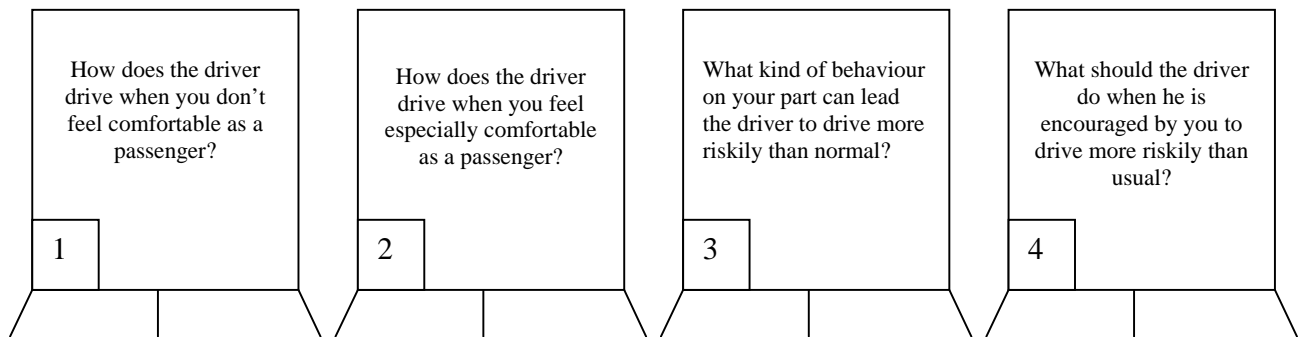 How does the driver
drive when you don't
feel comfortable as a
passenger?
1
How does the driver
drive when you feel
especially comfortable
as a passenger?
2
What kind of behaviour
on your part can lead
the driver to drive more
riskily than normal?
3
What should the driver
do when he is
encouraged by you to
drive more riskily than
usual?
4